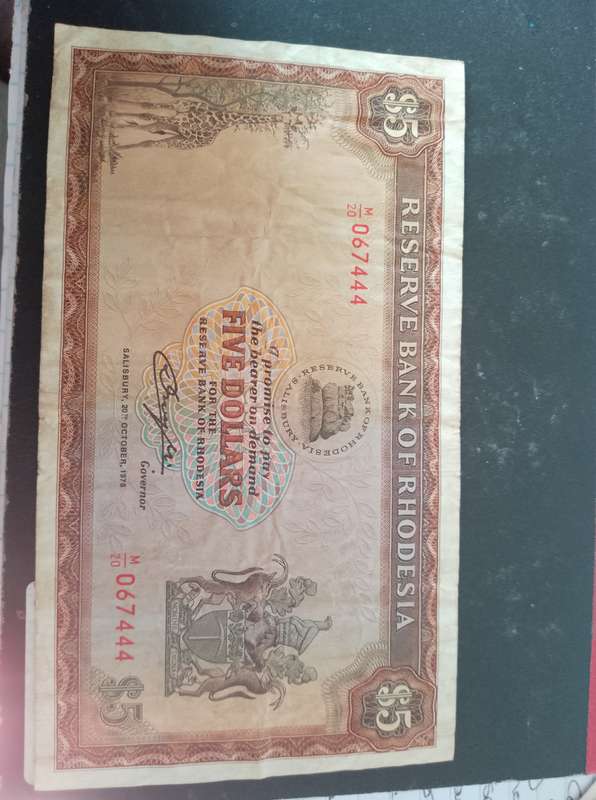 $5
RESERVE BANK OF RHODESIA
$5
M/20 067444
RESERVE BANK OF RHODESIA
SALISBURY
I promise to pay
the bearer on demand
FIVE DOLLARS
FOR THE
RESERVE BANK OF RHODESIA
Governor
SALISBURY, 20TH OCTOBER, 1978
M/20 067444
$5